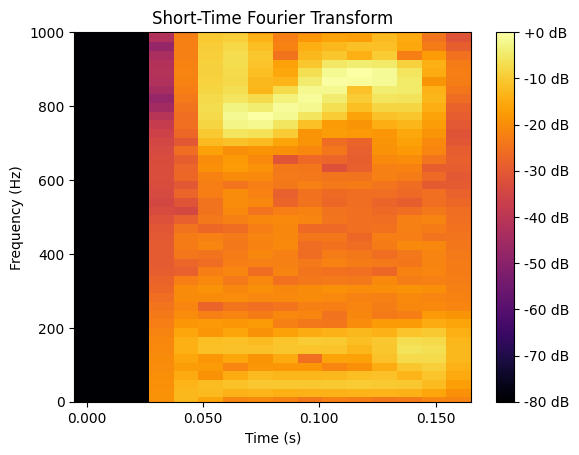 Short-Time Fourier Transform
1000
800
600
400
200
0
Frequency (Hz)
0.000
0.050
0.100
0.150
Time (s)
+0 dB
-10 dB
-20 dB
-30 dB
-40 dB
-50 dB
-60 dB
-70 dB
-80 dB